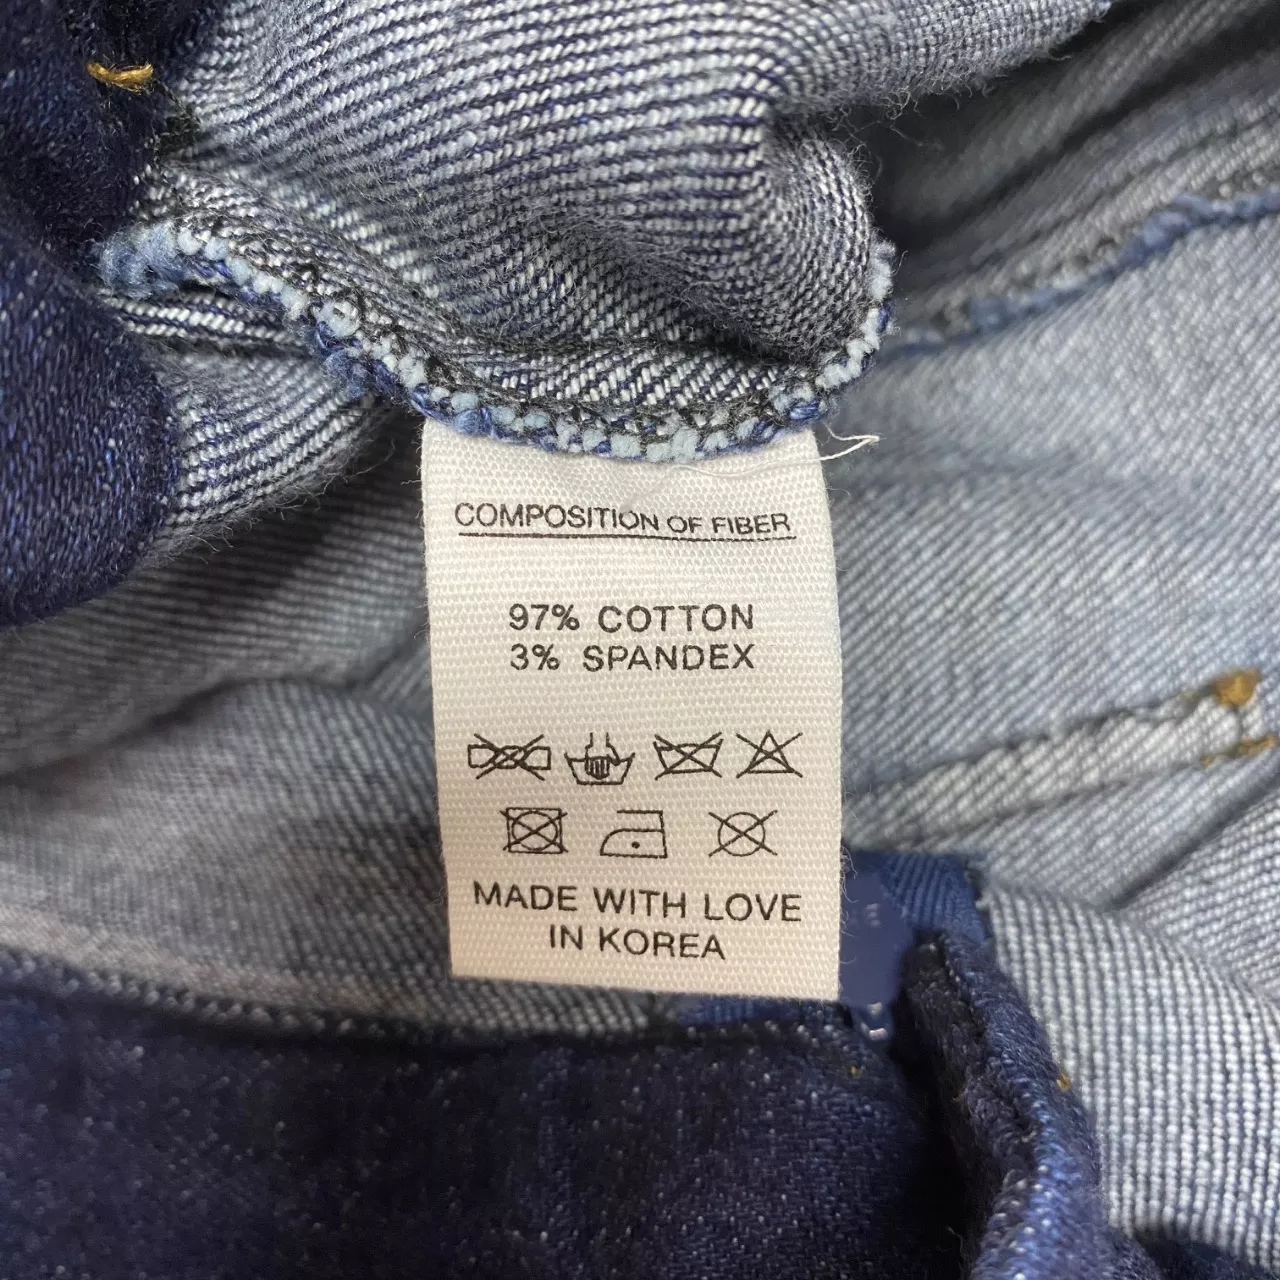 COMPOSITION OF FIBER
97% COTTON
3% SPANDEX
MADE WITH LOVE
IN KOREA